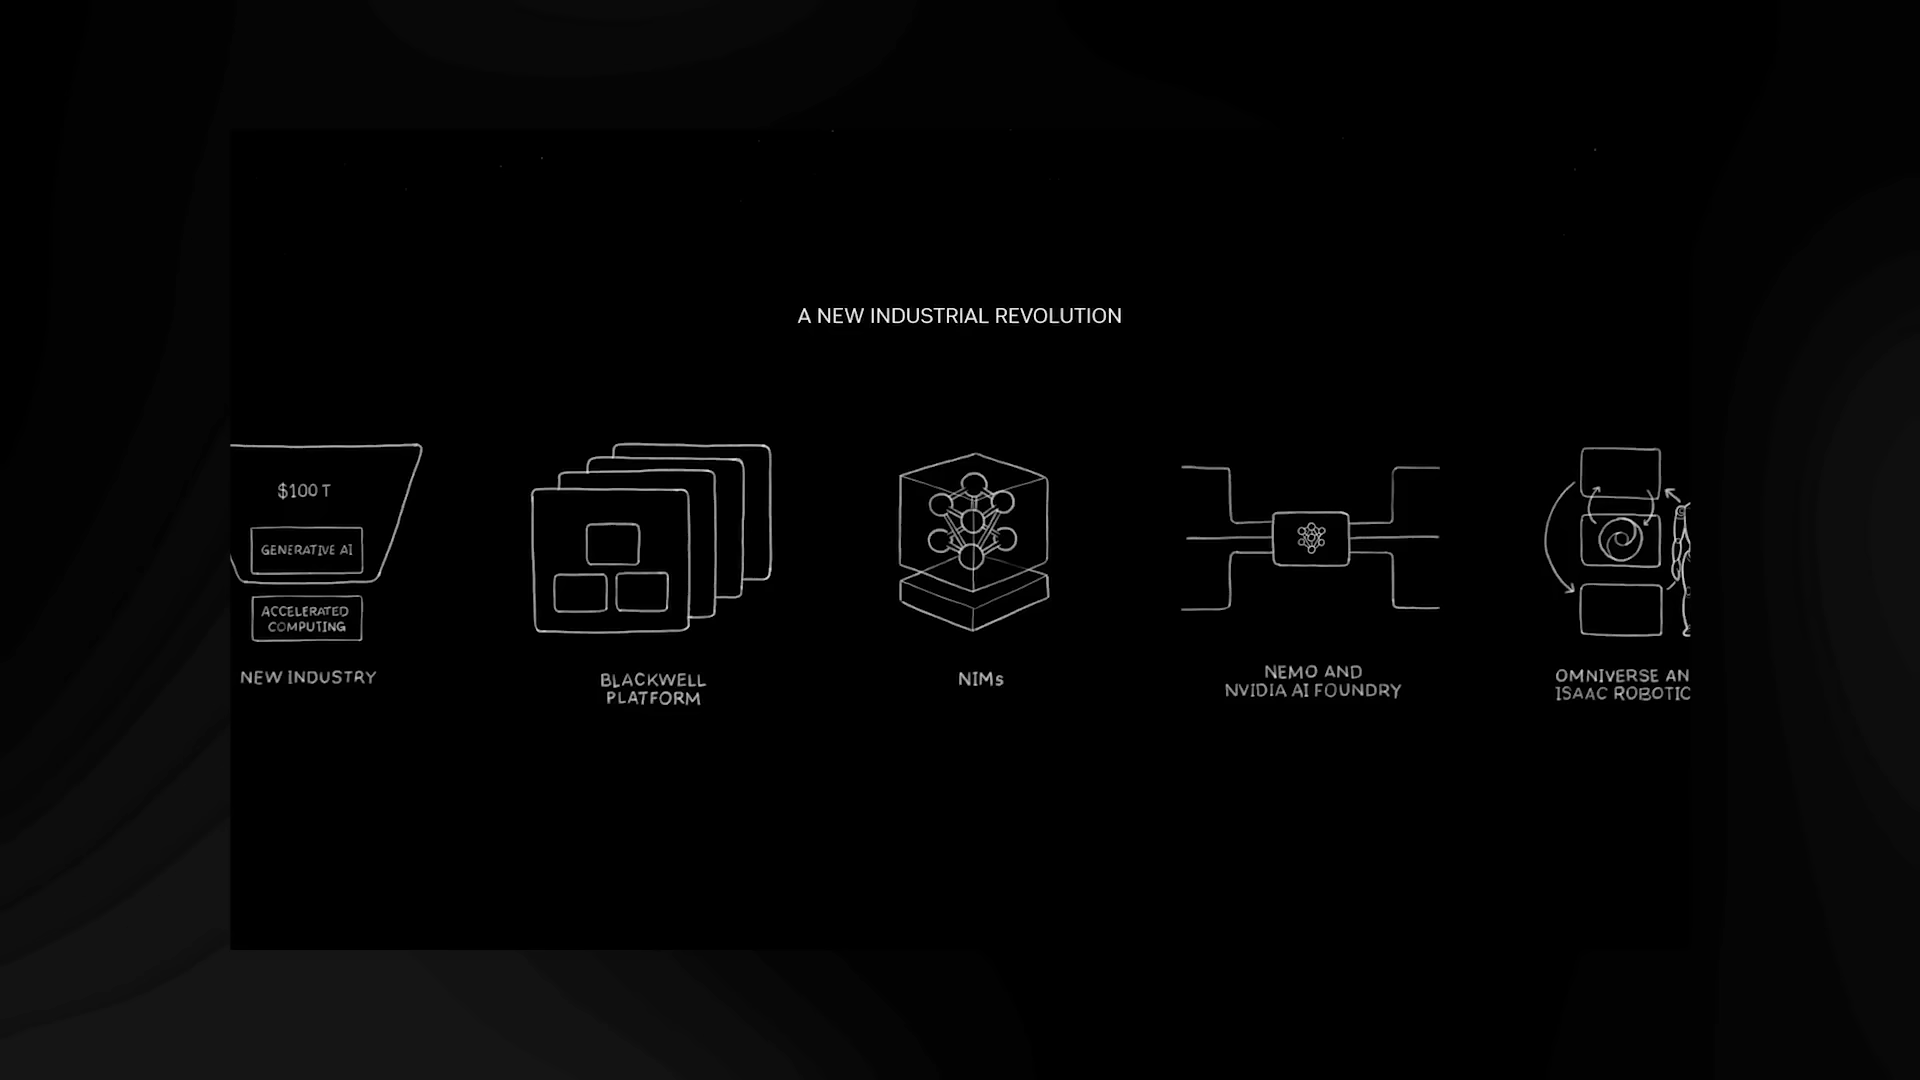 A NEW INDUSTRIAL REVOLUTION
$100 T
GENERATIVE AI
ACCELERATED
COMPUTING
NEW INDUSTRY
BLACKWELL
PLATFORM
NIMs
NEMO AND
NVIDIA AI FOUNDRY
OMNIVERSE AN
ISAAC ROBOTIC